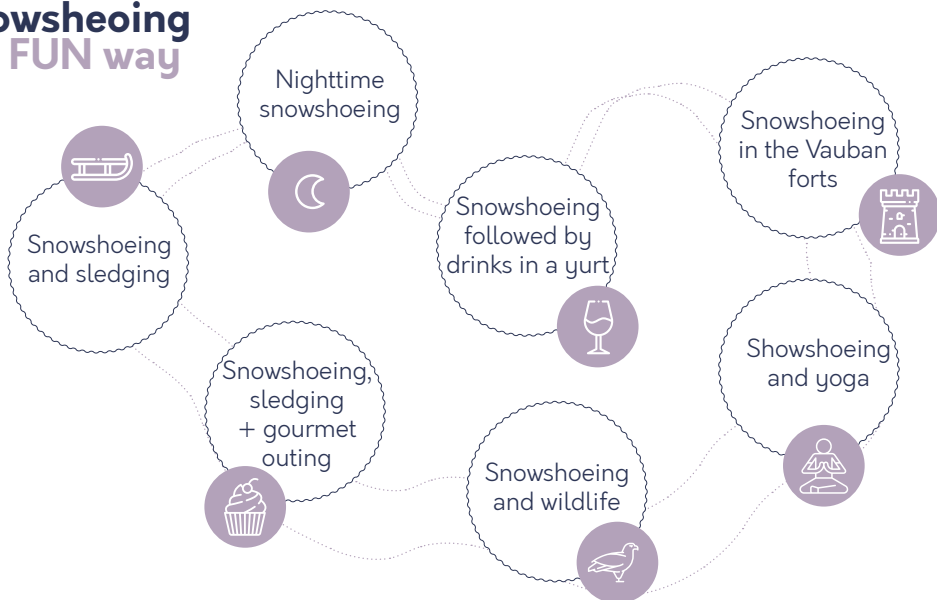 owsheoing
FUN way
Nighttime
snowshoeing
Snowshoeing
in the Vauban
forts
Snowshoeing
followed by
drinks in a yurt
Snowshoeing
and sledging
Showshoeing
and yoga
Snowshoeing,
sledging
+ gourmet
outing
Snowshoeing
and wildlife